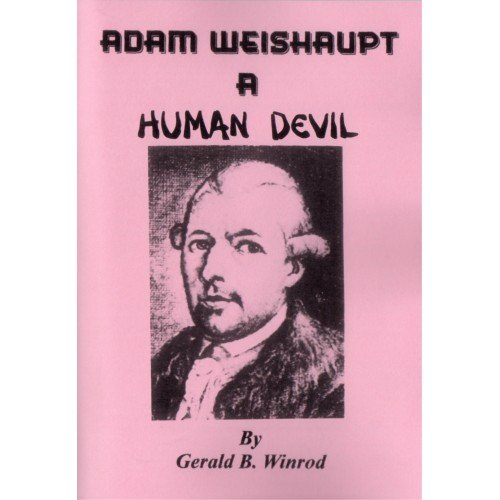 ADAM WEISHAUPT
A
HUMAN DEVIL
By
Gerald B. Winrod